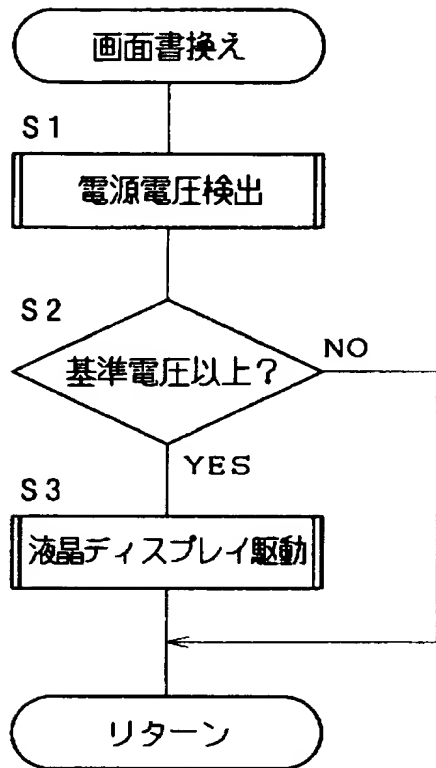 画面書換え
S1
電源電圧検出
S2
基準電圧以上?
NO
YES
S3
液晶ディスプレイ駆動
リターン